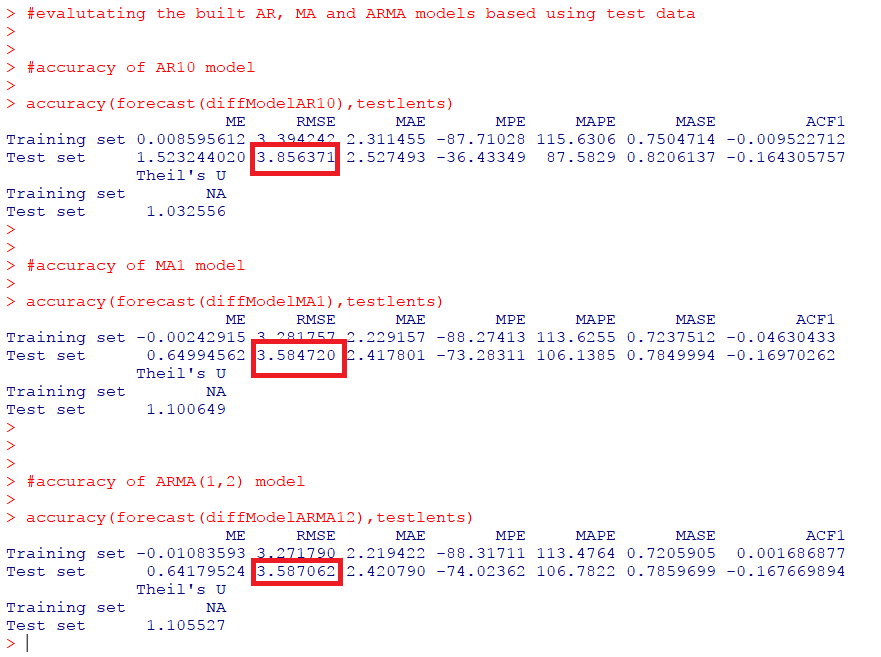 > #evalutating the built AR, MA and ARMA models based using test data
>
>
> #accuracy of AR10 model
>
> accuracy(forecast(diffModelAR10),testlents)
ME RMSE MAE MPE MAPE MASE ACF1
Training set 0.008595612 3.394242 2.311455 -87.71028 115.6306 0.7504714 -0.009522712
Test set 1.523244020 3.856371 2.527493 -36.43349 87.5829 0.8206137 -0.164305757
Theil's U
Training set NA
Test set 1.032556
>
>
> #accuracy of MA1 model
>
> accuracy(forecast(diffModelMA1),testlents)
ME RMSE MAE MPE MAPE MASE ACF1
Training set -0.00242915 3.281757 2.229157 -88.27413 113.6255 0.7237512 -0.04630433
Test set 0.64994562 3.584720 2.417801 -73.28311 106.1385 0.7849994 -0.16970262
Theil's U
Training set NA
Test set 1.100649
>
>
>
> #accuracy of ARMA(1,2) model
>
> accuracy(forecast(diffModelARMA12),testlents)
ME RMSE MAE MPE MAPE MASE ACF1
Training set -0.01083593 3.271790 2.219422 -88.31711 113.4764 0.7205905 0.001686877
Test set 0.64179524 3.587062 2.420790 -74.02362 106.7822 0.7859699 -0.167669894
Theil's U
Training set NA
Test set 1.105527
>